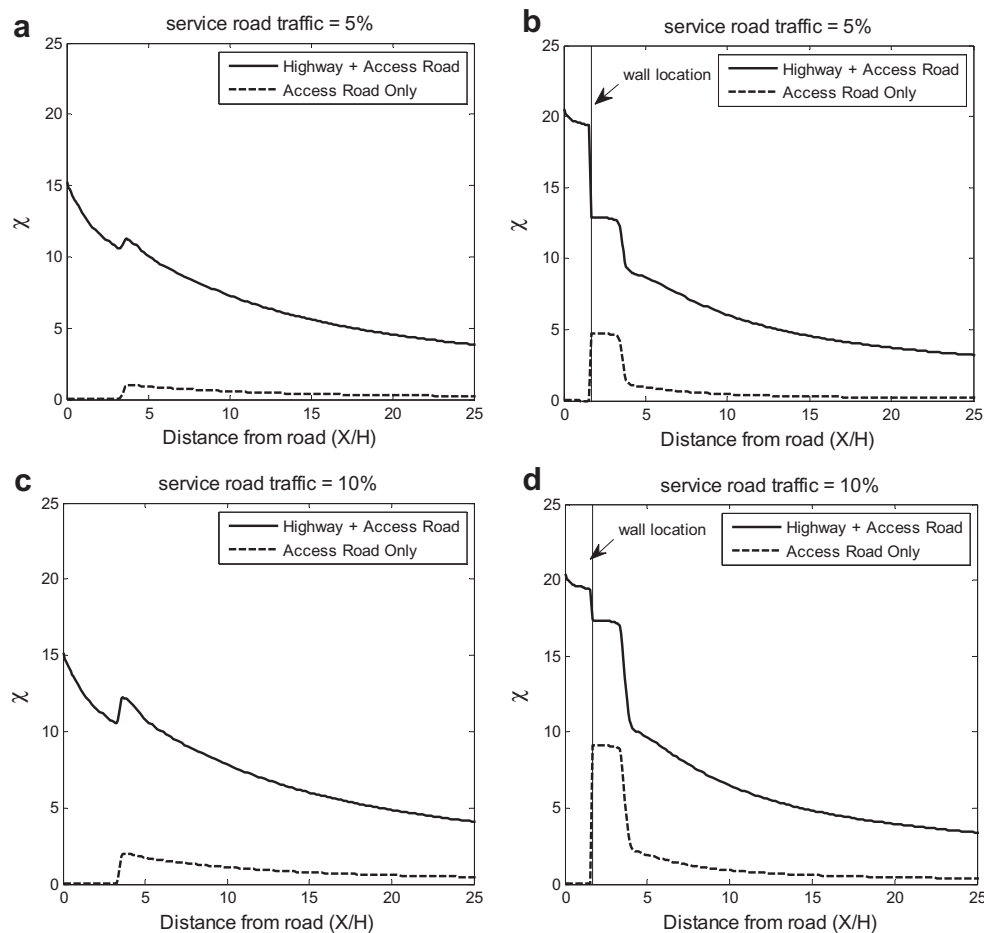 a
service road traffic = 5%
25
20
15
10
5
0
χ
Highway + Access Road
Access Road Only
0 5 10 15 20 25
Distance from road (X/H)
b
service road traffic = 5%
25
20
15
10
5
0
χ
wall location
Highway + Access Road
Access Road Only
0 5 10 15 20 25
Distance from road (X/H)
c
service road traffic = 10%
25
20
15
10
5
0
χ
Highway + Access Road
Access Road Only
0 5 10 15 20 25
Distance from road (X/H)
d
service road traffic = 10%
25
20
15
10
5
0
χ
wall location
Highway + Access Road
Access Road Only
0 5 10 15 20 25
Distance from road (X/H)